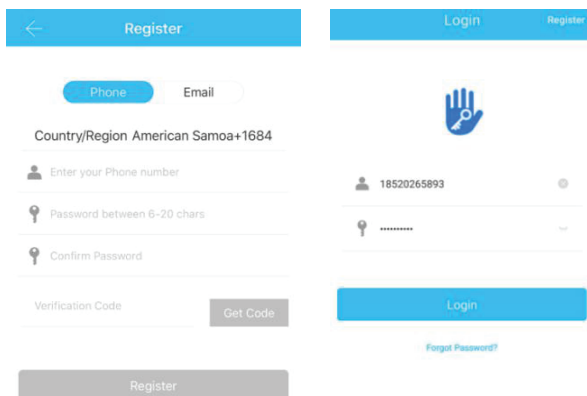 Register
Phone
Email
Country/Region American Samoa+1684
Enter your Phone number
Password between 6-20 chars
Confirm Password
Verification Code
Get Code
Register
Login
Register
18520265893
••••••••••
Login
Forgot Password?